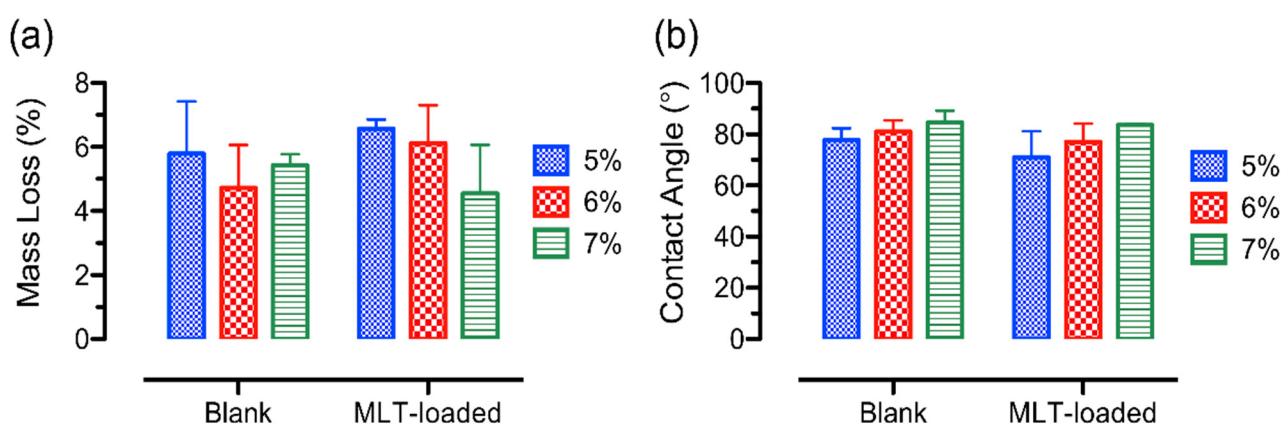 (a)
Mass Loss (%)
8
6
4
2
0
Blank
MLT-loaded
5%
6%
7%
(b)
Contact Angle (°)
100
80
60
40
20
0
Blank
MLT-loaded
5%
6%
7%